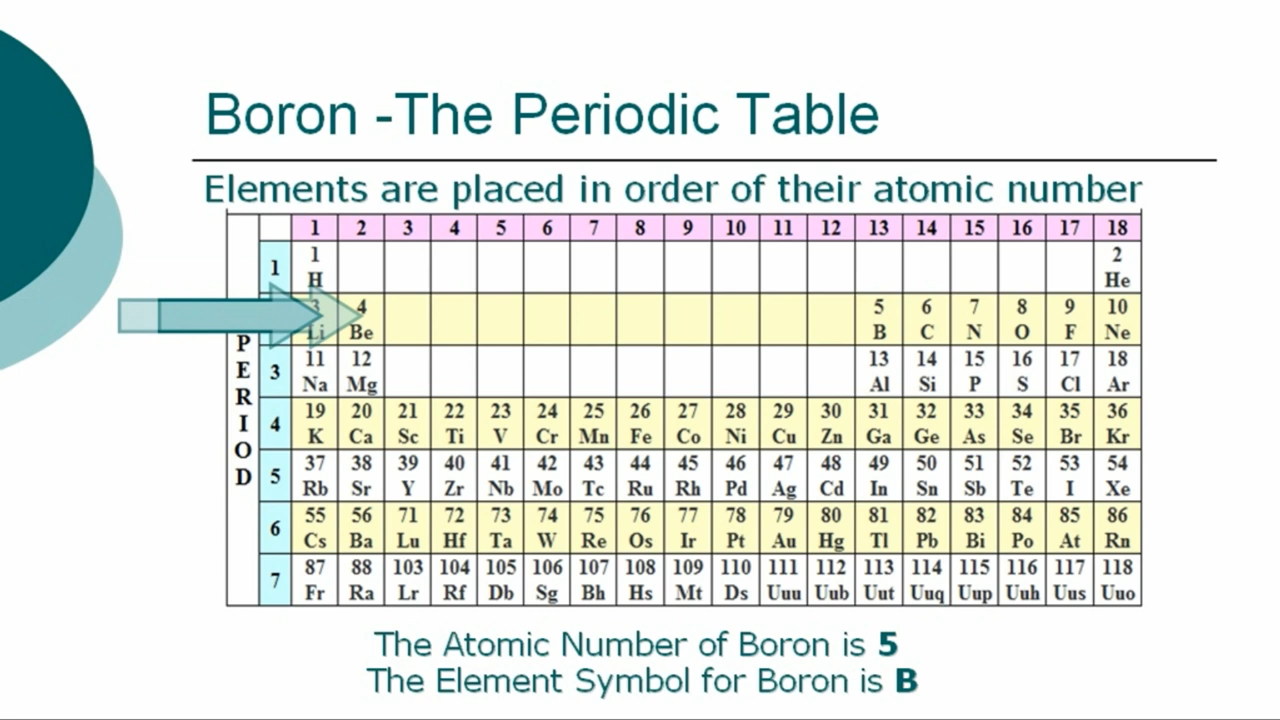 Boron -The Periodic Table
Elements are placed in order of their atomic number
1 2 3 4 5 6 7 8 9 10 11 12 13 14 15 16 17 18
1 1 2
H He
3 4 5 6 7 8 9 10
Li Be B C N O F Ne
PERIOD
3 11 12 13 14 15 16 17 18
Na Mg Al Si P S Cl Ar
4 19 20 21 22 23 24 25 26 27 28 29 30 31 32 33 34 35 36
K Ca Sc Ti V Cr Mn Fe Co Ni Cu Zn Ga Ge As Se Br Kr
5 37 38 39 40 41 42 43 44 45 46 47 48 49 50 51 52 53 54
Rb Sr Y Zr Nb Mo Tc Ru Rh Pd Ag Cd In Sn Sb Te I Xe
6 55 56 71 72 73 74 75 76 77 78 79 80 81 82 83 84 85 86
Cs Ba Lu Hf Ta W Re Os Ir Pt Au Hg Tl Pb Bi Po At Rn
7 87 88 103 104 105 106 107 108 109 110 111 112 113 114 115 116 117 118
Fr Ra Lr Rf Db Sg Bh Hs Mt Ds Uuu Uub Uut Uuq Uup Uuh Uus Uuo
The Atomic Number of Boron is 5
The Element Symbol for Boron is B